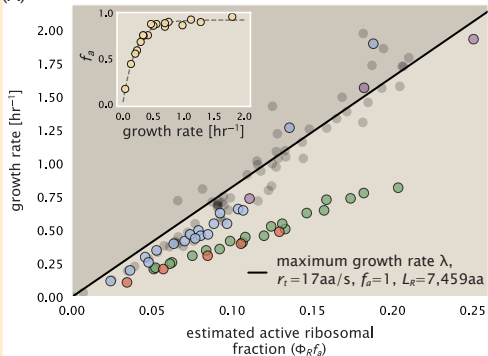 1.0
0.5
0.0
fₐ
0.0 0.5 1.0 1.5 2.0
growth rate [hr⁻¹]
2.00
1.75
1.50
1.25
1.00
0.75
0.50
0.25
0.00
growth rate [hr⁻¹]
maximum growth rate λ,
rₜ=17aa/s, fₐ=1, L_R=7,459aa
0.00 0.05 0.10 0.15 0.20 0.25
estimated active ribosomal
fraction (Φ_R fₐ)